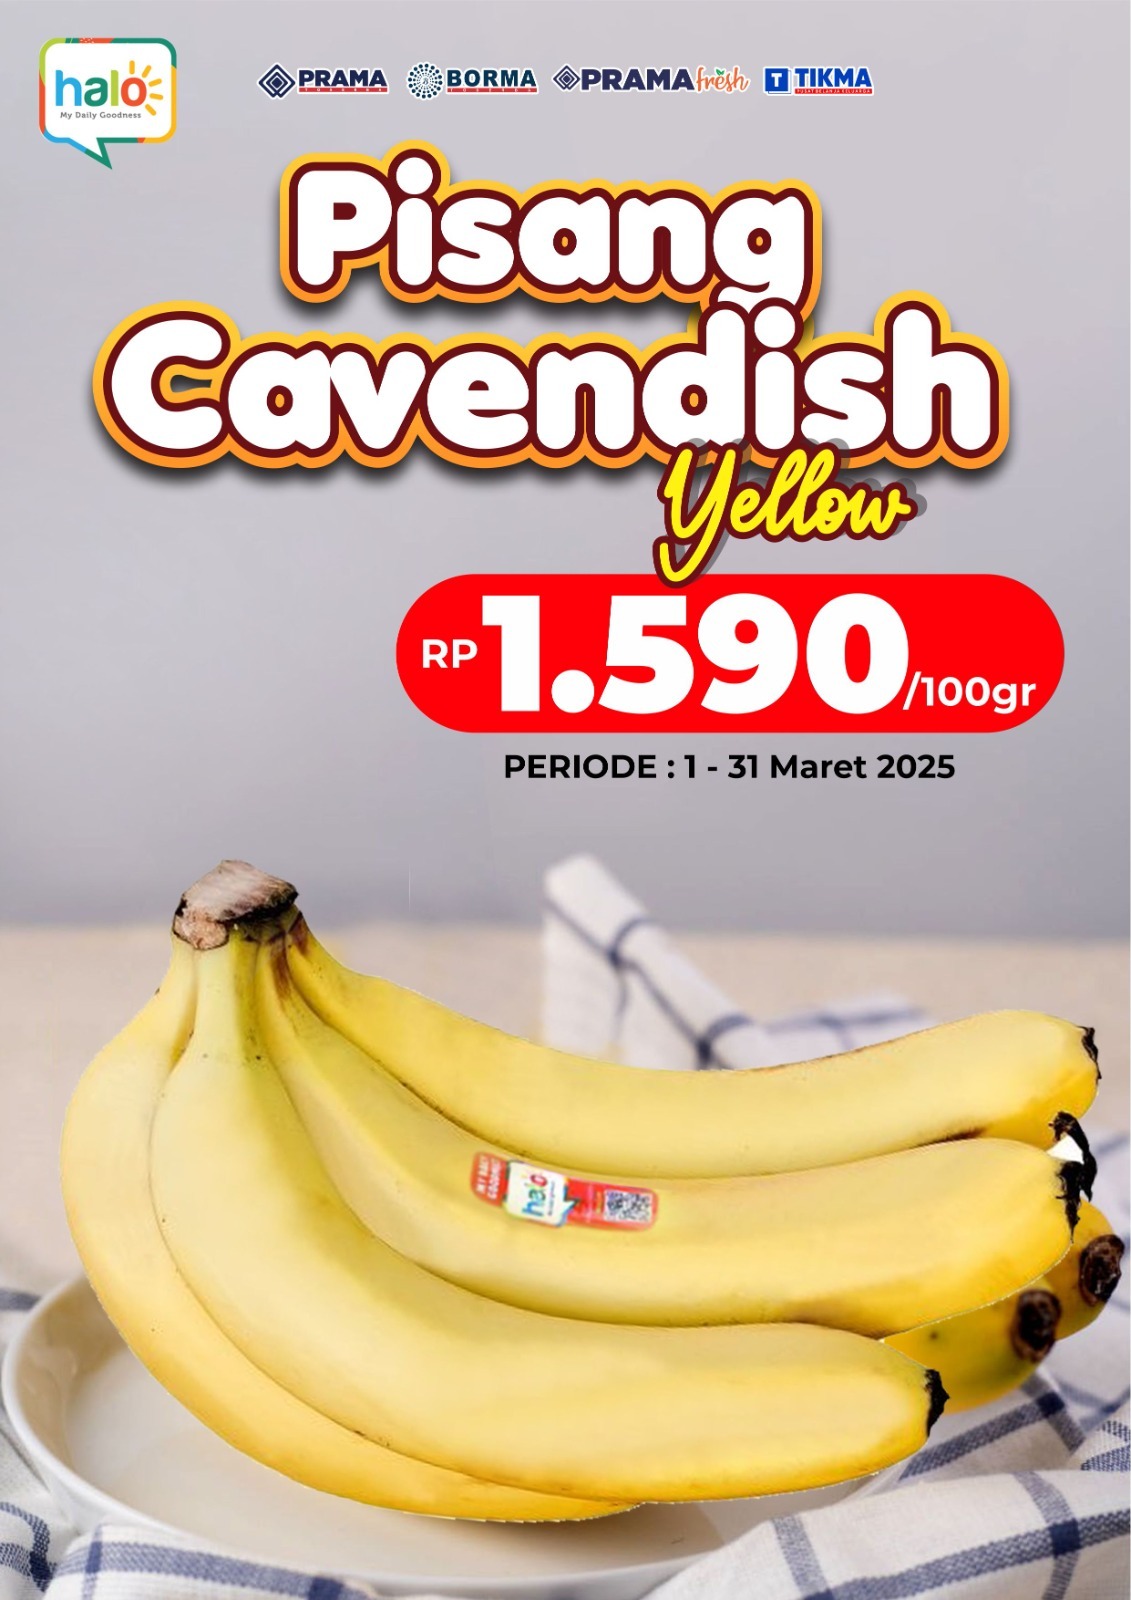 halo
My Daily Goodness
PRAMA
BORMA
PRAMA fresh
TIKMA
Pisang
Cavendish
Yellow
RP 1.590 /100gr
PERIODE : 1 - 31 Maret 2025
halo